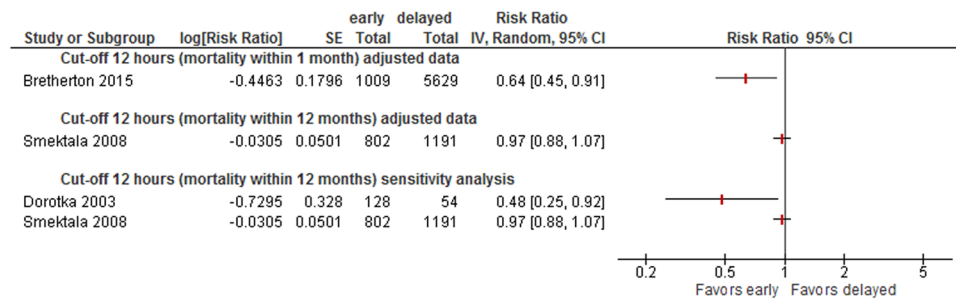 early delayed Risk Ratio
Study or Subgroup log[Risk Ratio] SE Total Total IV, Random, 95% CI Risk Ratio 95% CI
Cut-off 12 hours (mortality within 1 month) adjusted data
Bretherton 2015 -0.4463 0.1796 1009 5629 0.64 [0.45, 0.91]
Cut-off 12 hours (mortality within 12 months) adjusted data
Smektala 2008 -0.0305 0.0501 802 1191 0.97 [0.88, 1.07]
Cut-off 12 hours (mortality within 12 months) sensitivity analysis
Dorotka 2003 -0.7295 0.328 128 54 0.48 [0.25, 0.92]
Smektala 2008 -0.0305 0.0501 802 1191 0.97 [0.88, 1.07]
0.2 0.5 1 2 5
Favors early Favors delayed